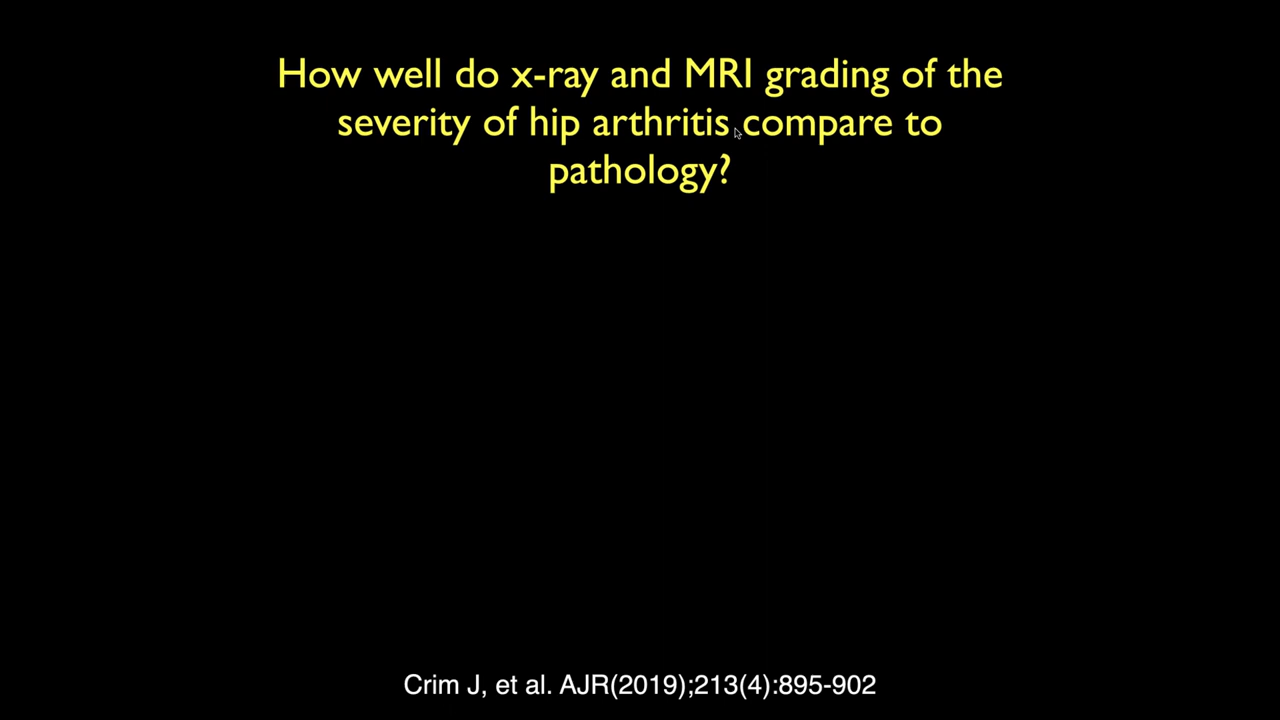 How well do x-ray and MRI grading of the
severity of hip arthritis compare to
pathology?
Crim J, et al. AJR(2019);213(4):895-902